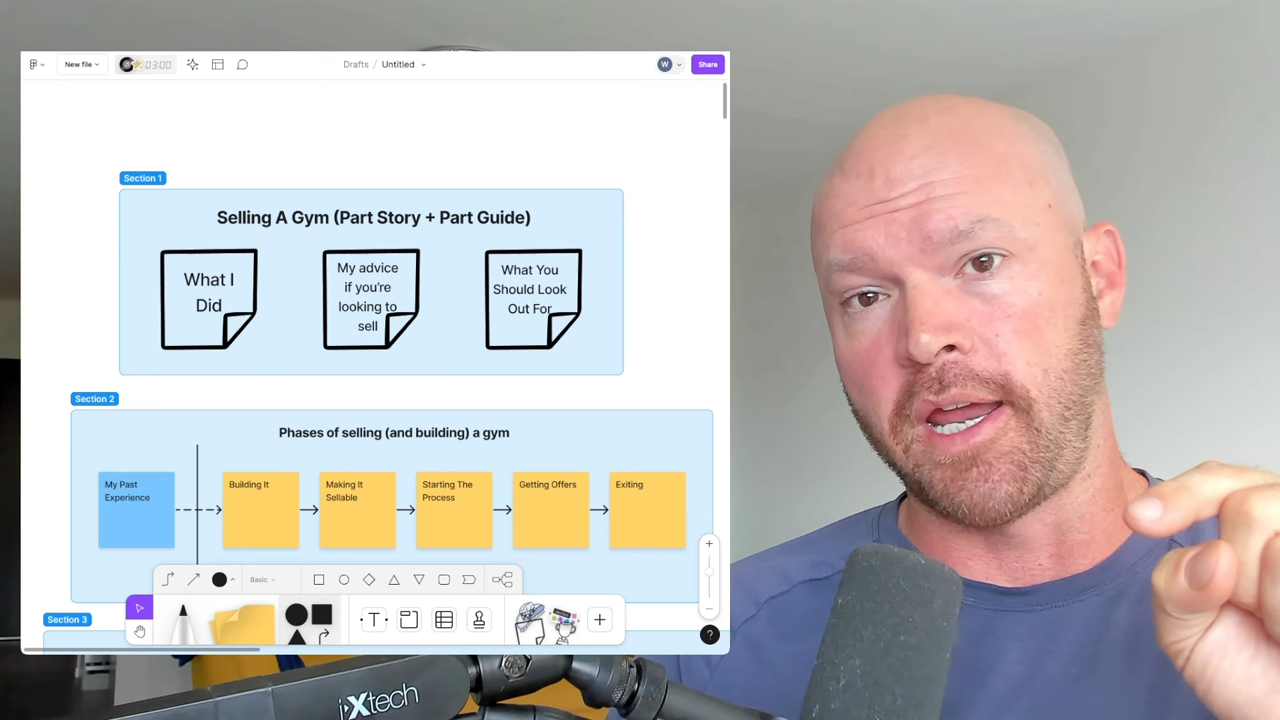 New file
03:00
Drafts / Untitled
W
Share
Section 1
Selling A Gym (Part Story + Part Guide)
What I
Did
My advice
if you're
looking to
sell
What You
Should Look
Out For
Section 2
Phases of selling (and building) a gym
My Past
Experience
Building It
Making It
Sellable
Starting The
Process
Getting Offers
Exiting
Basic
T
?
Section 3
iXtech